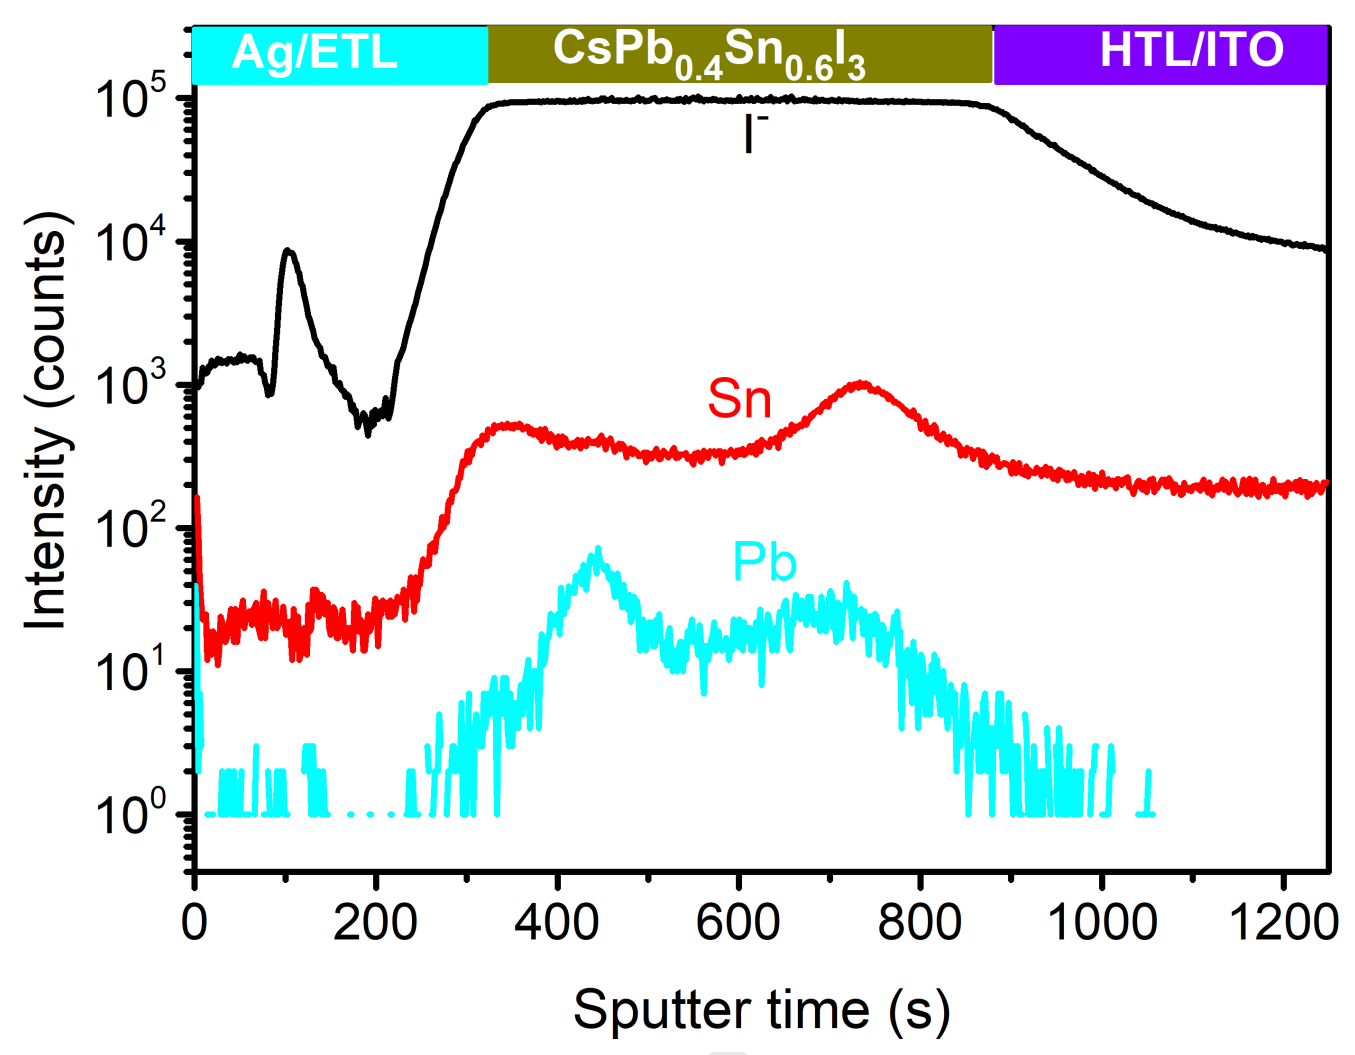 Ag/ETL CsPb0.4Sn0.6I3 HTL/ITO
10^5
I-
10^4
10^3
Sn
10^2
Pb
10^1
10^0
0 200 400 600 800 1000 1200
Sputter time (s)
Intensity (counts)